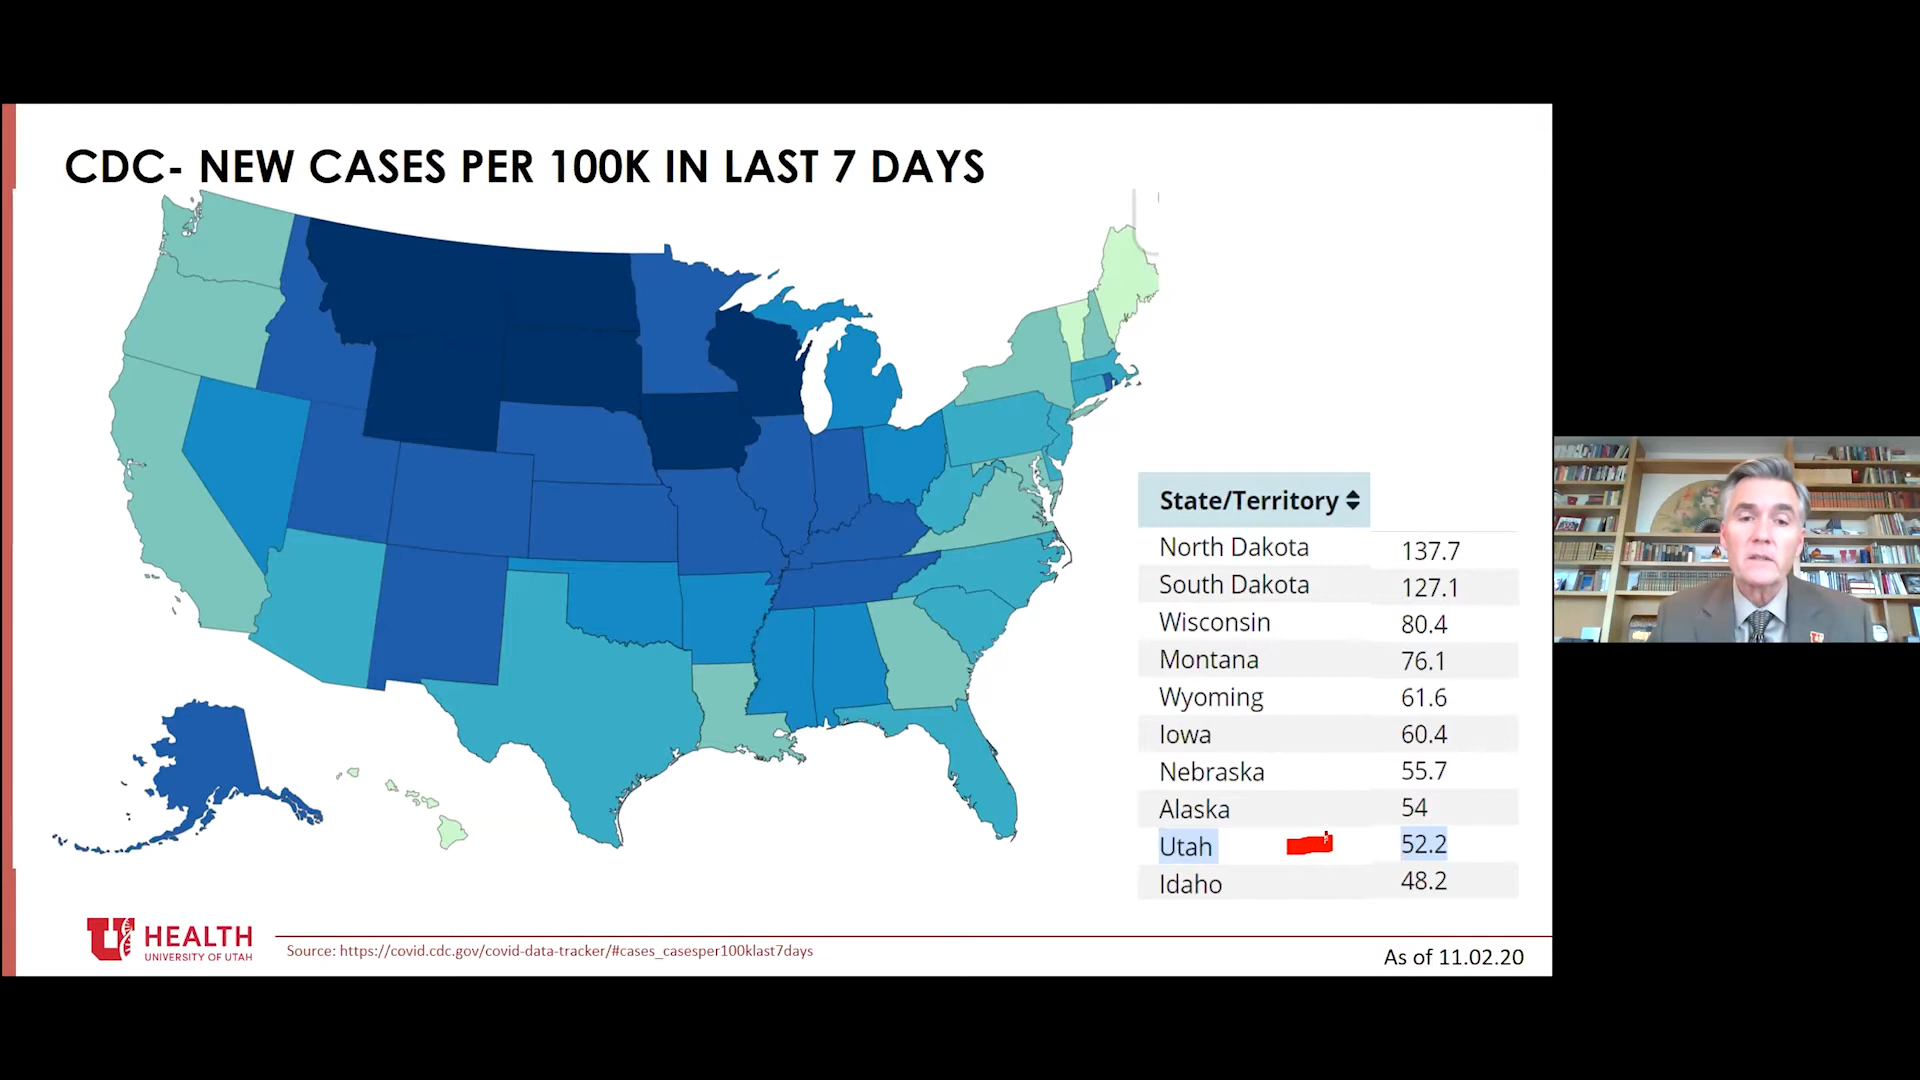 CDC- NEW CASES PER 100K IN LAST 7 DAYS
State/Territory
North Dakota 137.7
South Dakota 127.1
Wisconsin 80.4
Montana 76.1
Wyoming 61.6
Iowa 60.4
Nebraska 55.7
Alaska 54
Utah 52.2
Idaho 48.2
U HEALTH
UNIVERSITY OF UTAH
Source: https://covid.cdc.gov/covid-data-tracker/#cases_casesper100klast7days
As of 11.02.20